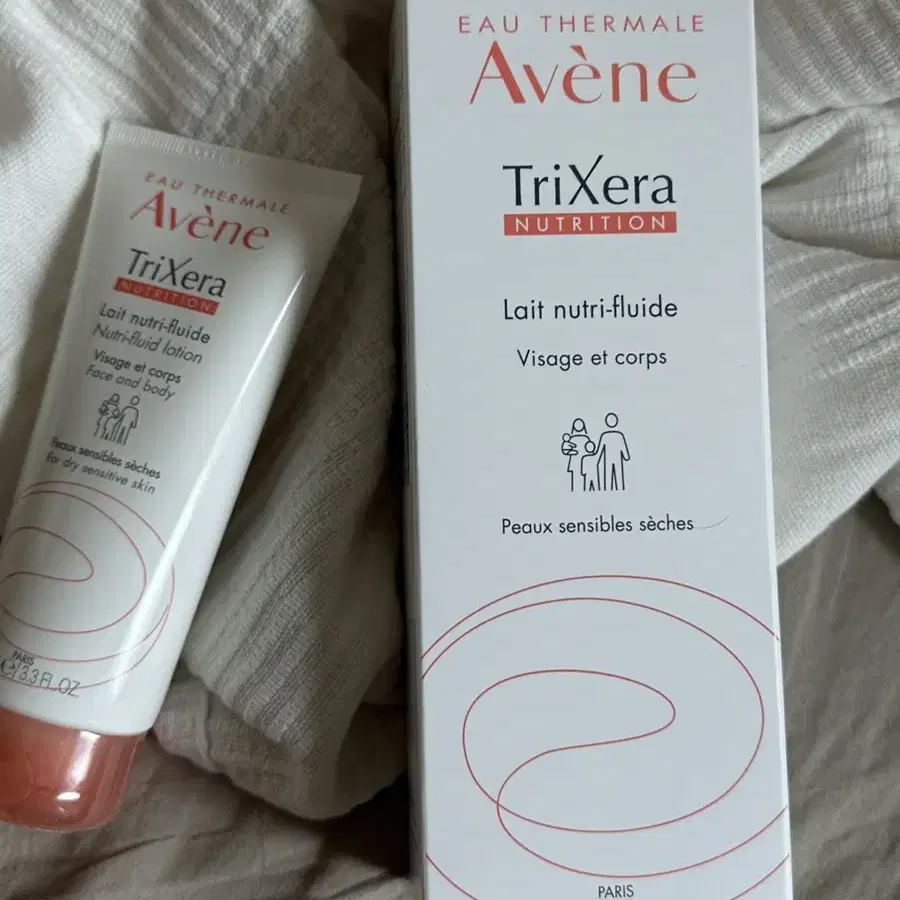 EAU THERMALE
Avène
TriXera
NUTRITION
Lait nutri-fluide
Nutri-fluid lotion
Visage et corps
Face and body
Peaux sensibles sèches
For dry sensitive skin
PARIS
3.3 FL.OZ.
EAU THERMALE
Avène
TriXera
NUTRITION
Lait nutri-fluide
Visage et corps
Peaux sensibles sèches
PARIS